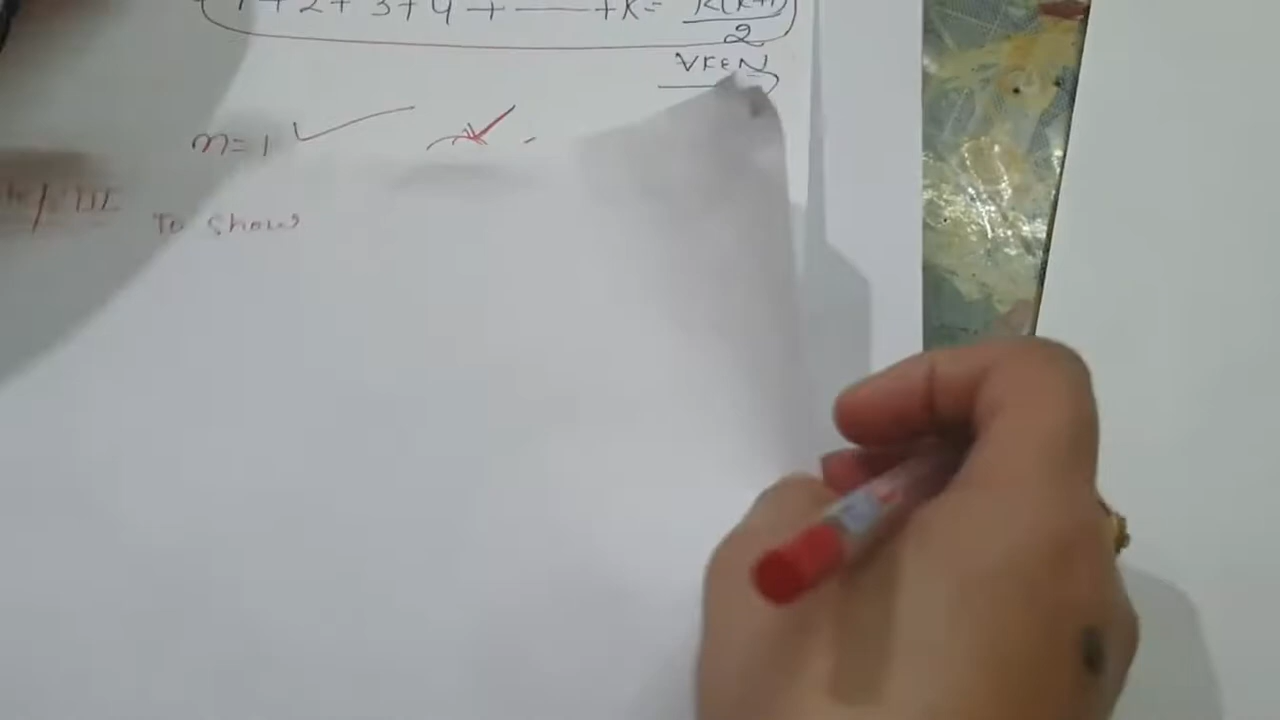 1+2+3+4+ —— +k= k(k+1)/2
∀k∈N
n=1
To show